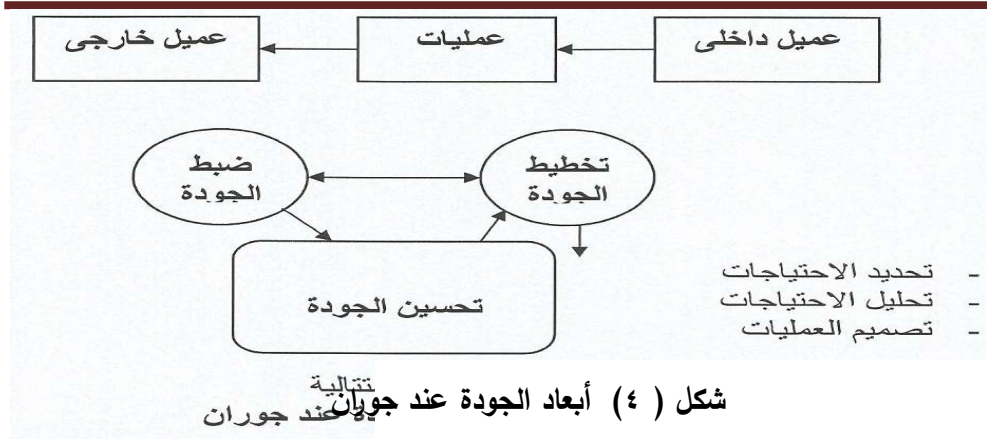 عميل داخلى
عمليات
عميل خارجى
تخطيط
الجودة
ضبط
الجودة
تحسين الجودة
- تحديد الاحتياجات
- تحليل الاحتياجات
- تصميم العمليات
شكل ( ٤ ) أبعاد الجودة عند جوران
عند جوران